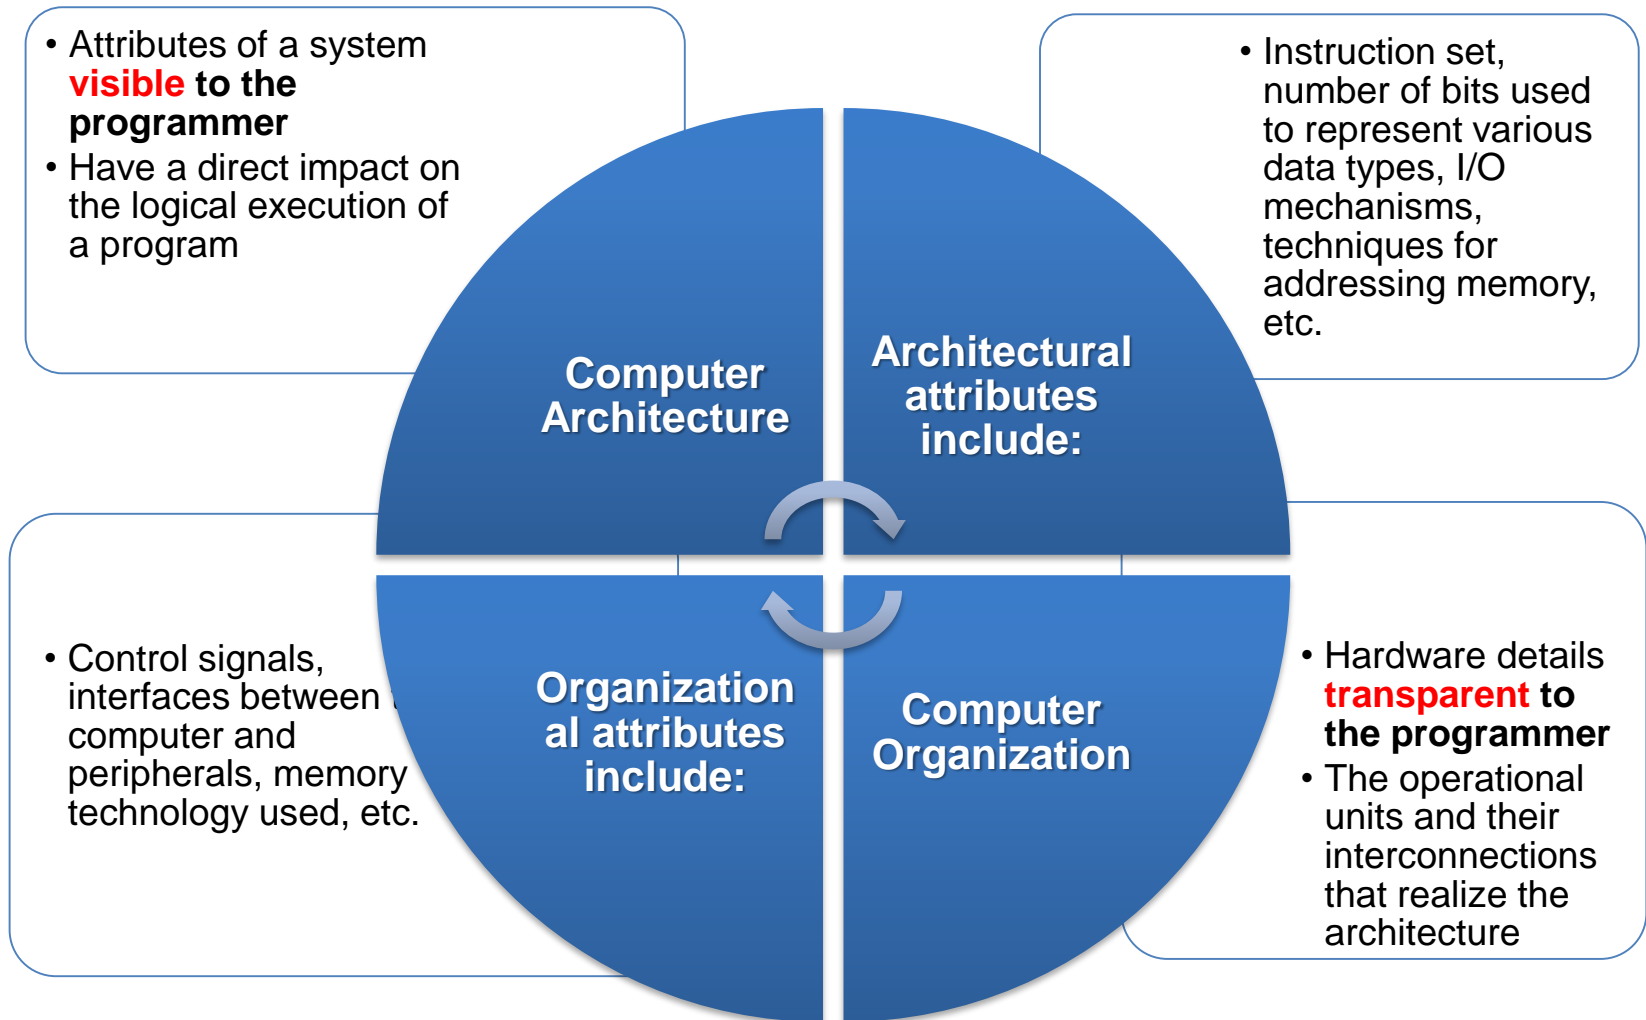 • Attributes of a system
visible to the
programmer
• Have a direct impact on
the logical execution of
a program
• Instruction set,
number of bits used
to represent various
data types, I/O
mechanisms,
techniques for
addressing memory,
etc.
Computer
Architecture
Architectural
attributes
include:
• Control signals,
interfaces between
computer and
peripherals, memory
technology used, etc.
Organization
al attributes
include:
Computer
Organization
• Hardware details
transparent to
the programmer
• The operational
units and their
interconnections
that realize the
architecture